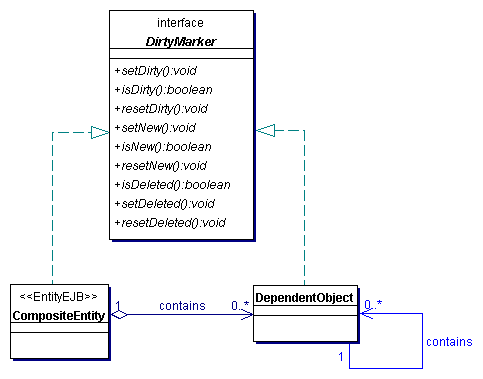 interface
DirtyMarker
+setDirty():void
+isDirty():boolean
+resetDirty():void
+setNew():void
+isNew():boolean
+resetNew():void
+isDeleted():boolean
+setDeleted():void
+resetDeleted():void
<<EntityEJB>>
CompositeEntity
1 contains 0..*
DependentObject
0..*
contains
1